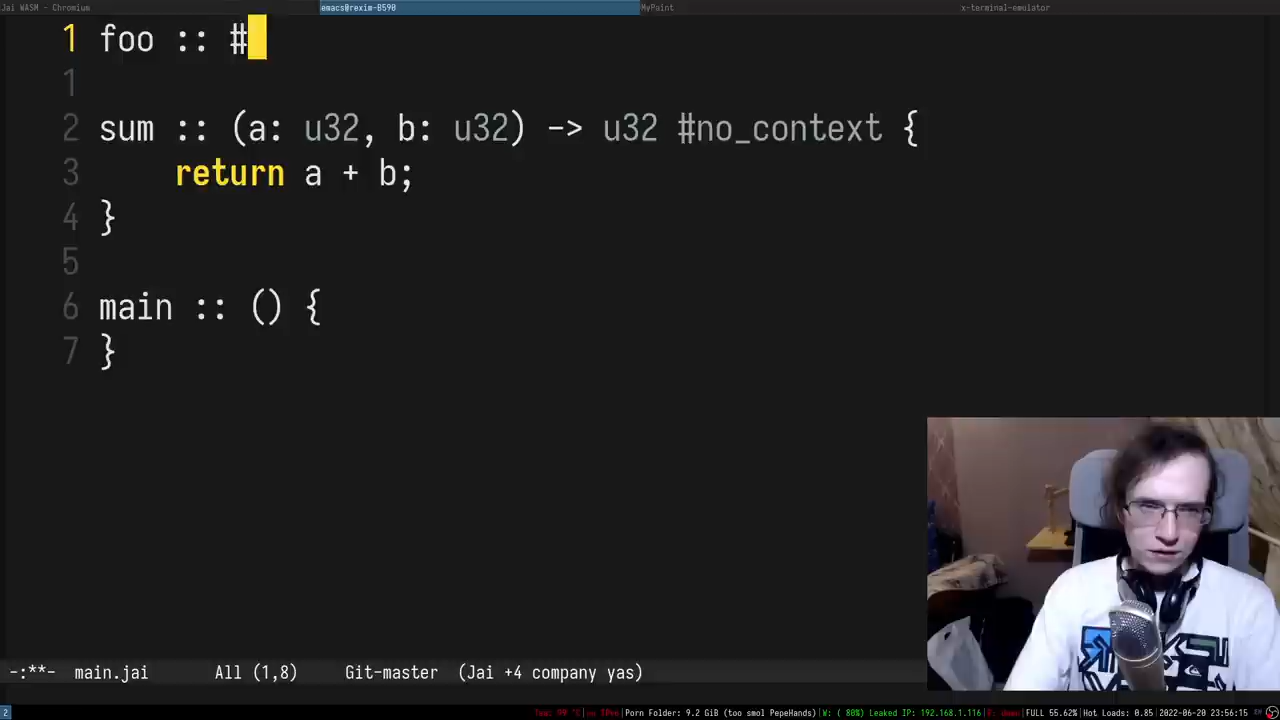 Jai WASM - Chromium
emacs@rexim-B590
MyPaint
x-terminal-emulator
1 foo :: #
1
2 sum :: (a: u32, b: u32) -> u32 #no_context {
3 return a + b;
4 }
5
6 main :: () {
7 }
-:**- main.jai All (1,8) Git-master (Jai +4 company yas)
2
Porn Folder: 9.2 GiB (too smol PepeHands)|W: ( 80%) Leaked IP: 192.168.1.116|E: down|FULL 55.62%|Hot Loads: 0.85|2022-06-20 23:56:15